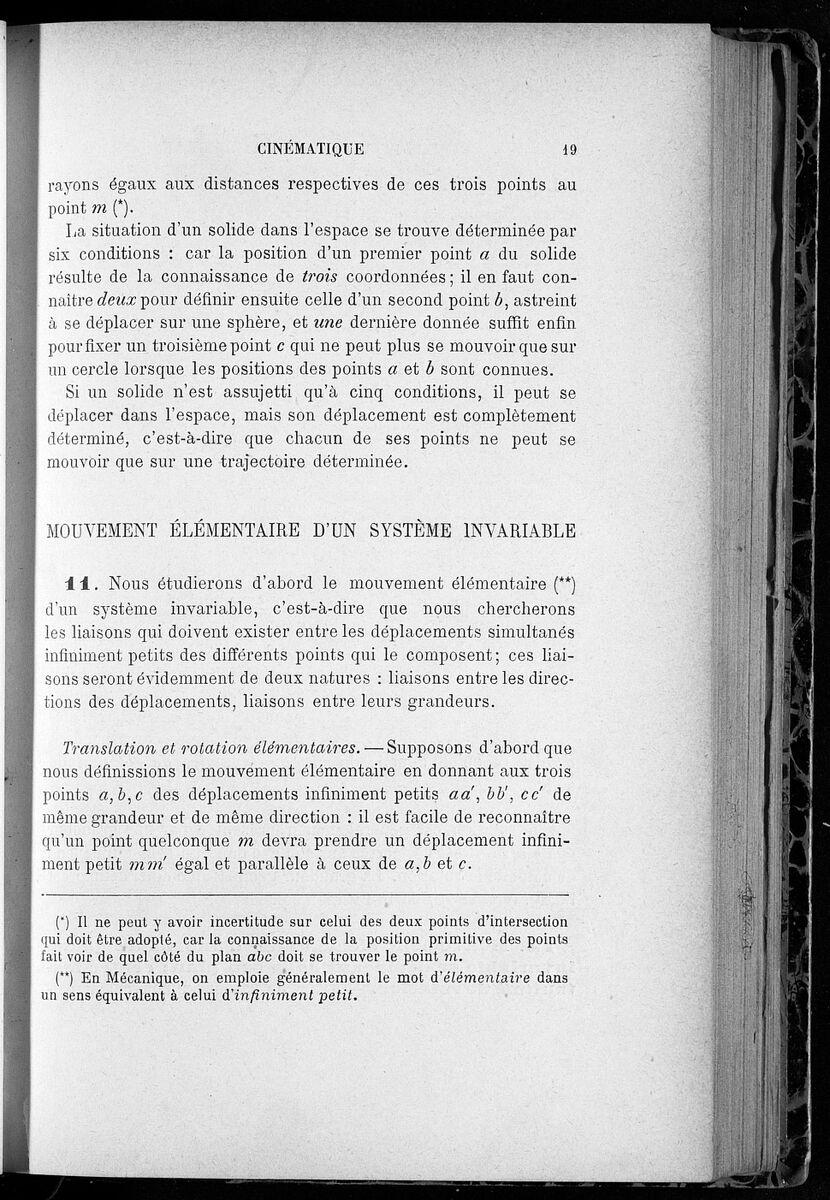 CINÉMATIQUE 19
rayons égaux aux distances respectives de ces trois points au
point m (*).
La situation d'un solide dans l'espace se trouve déterminée par
six conditions : car la position d'un premier point a du solide
résulte de la connaissance de trois coordonnées ; il en faut con-
naître deux pour définir ensuite celle d'un second point b, astreint
à se déplacer sur une sphère, et une dernière donnée suffit enfin
pour fixer un troisième point c qui ne peut plus se mouvoir que sur
un cercle lorsque les positions des points a et b sont connues.
Si un solide n'est assujetti qu'à cinq conditions, il peut se
déplacer dans l'espace, mais son déplacement est complètement
déterminé, c'est-à-dire que chacun de ses points ne peut se
mouvoir que sur une trajectoire déterminée.
MOUVEMENT ÉLÉMENTAIRE D'UN SYSTÈME INVARIABLE
11. Nous étudierons d'abord le mouvement élémentaire (**)
d'un système invariable, c'est-à-dire que nous chercherons
les liaisons qui doivent exister entre les déplacements simultanés
infiniment petits des différents points qui le composent ; ces liai-
sons seront évidemment de deux natures : liaisons entre les direc-
tions des déplacements, liaisons entre leurs grandeurs.
Translation et rotation élémentaires. — Supposons d'abord que
nous définissions le mouvement élémentaire en donnant aux trois
points a, b, c des déplacements infiniment petits aa', bb', cc' de
même grandeur et de même direction : il est facile de reconnaître
qu'un point quelconque m devra prendre un déplacement infini-
ment petit mm' égal et parallèle à ceux de a, b et c.
(*) Il ne peut y avoir incertitude sur celui des deux points d'intersection
qui doit être adopté, car la connaissance de la position primitive des points
fait voir de quel côté du plan abc doit se trouver le point m.
(**) En Mécanique, on emploie généralement le mot d'élémentaire dans
un sens équivalent à celui d'infiniment petit.